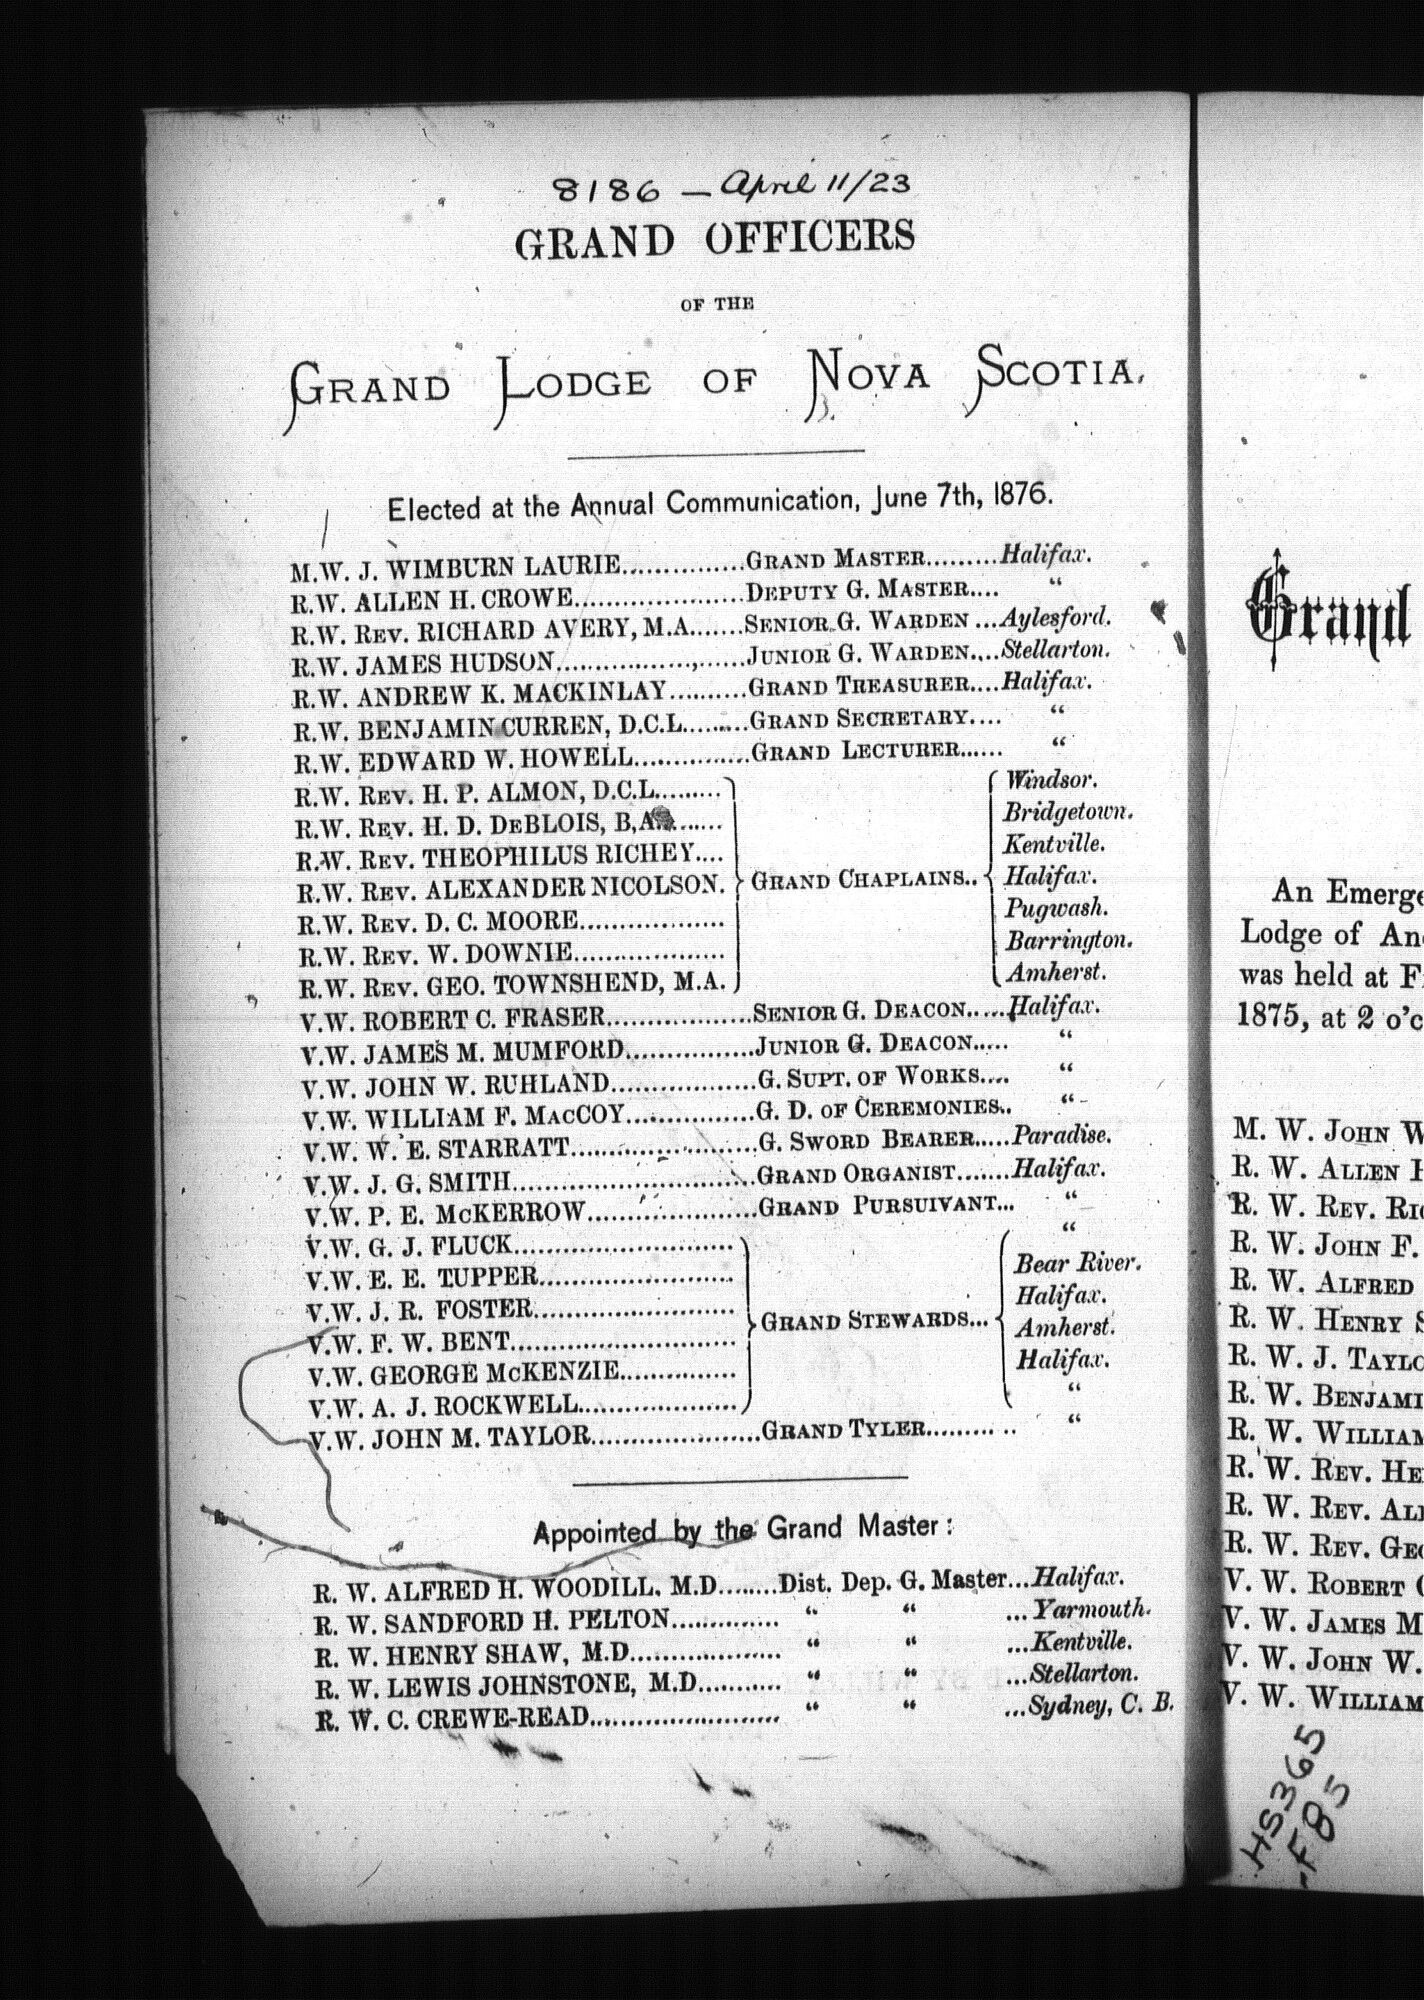 8186 — April 11/23
GRAND OFFICERS
OF THE
GRAND LODGE OF NOVA SCOTIA.
Elected at the Annual Communication, June 7th, 1876.
M.W. J. WIMBURN LAURIE..............GRAND MASTER.........Halifax.
R.W. ALLEN H. CROWE....................DEPUTY G. MASTER.... “
R.W. REV. RICHARD AVERY, M.A......SENIOR G. WARDEN ...Aylesford.
R.W. JAMES HUDSON......................JUNIOR G. WARDEN....Stellarton.
R.W. ANDREW K. MACKINLAY..........GRAND TREASURER....Halifax.
R.W. BENJAMIN CURREN, D.C.L........GRAND SECRETARY.... “
R.W. EDWARD W. HOWELL..............GRAND LECTURER...... “
R.W. REV. H. P. ALMON, D.C.L......... Windsor.
R.W. REV. H. D. DEBLOIS, B.A......... Bridgetown.
R.W. REV. THEOPHILUS RICHEY.... Kentville.
R.W. REV. ALEXANDER NICOLSON. GRAND CHAPLAINS.. Halifax.
R.W. REV. D. C. MOORE.................. Pugwash.
R.W. REV. W. DOWNIE................... Barrington.
R.W. REV. GEO. TOWNSHEND, M.A. Amherst.
V.W. ROBERT C. FRASER.................SENIOR G. DEACON......Halifax.
V.W. JAMES M. MUMFORD...............JUNIOR G. DEACON..... “
V.W. JOHN W. RUHLAND.................G. SUPT. OF WORKS.... “
V.W. WILLIAM F. MACCOY...............G. D. OF CEREMONIES.. “
V.W. W. E. STARRATT......................G. SWORD BEARER.....Paradise.
V.W. J. G. SMITH.............................GRAND ORGANIST.......Halifax.
V.W. P. E. MCKERROW....................GRAND PURSUIVANT... “
V.W. G. J. FLUCK........................... “
V.W. E. E. TUPPER........................ Bear River.
V.W. J. R. FOSTER........................ Halifax.
V.W. F. W. BENT........................... GRAND STEWARDS... Amherst.
V.W. GEORGE MCKENZIE.............. Halifax.
V.W. A. J. ROCKWELL................... “
V.W. JOHN M. TAYLOR....................GRAND TYLER......... .. “
Appointed by the Grand Master:
R. W. ALFRED H. WOODILL, M.D.......Dist. Dep. G. Master...Halifax.
R. W. SANDFORD H. PELTON............. “ “ ...Yarmouth.
R. W. HENRY SHAW, M.D.................. “ “ ...Kentville.
R. W. LEWIS JOHNSTONE, M.D.......... “ “ ...Stellarton.
R. W. C. CREWE-READ....................... “ “ ...Sydney, C. B.
Grand
An Emerge
Lodge of An
was held at F
1875, at 2 o'c
M. W. JOHN W
R. W. ALLEN H
R. W. REV. RIC
R. W. JOHN F.
R. W. ALFRED
R. W. HENRY S
R. W. J. TAYLO
R. W. BENJAMI
R. W. WILLIAM
R. W. REV. HE
R. W. REV. ALE
R. W. REV. GEO
V. W. ROBERT C
V. W. JAMES M
V. W. JOHN W.
V. W. WILLIAM
HS365
-F85